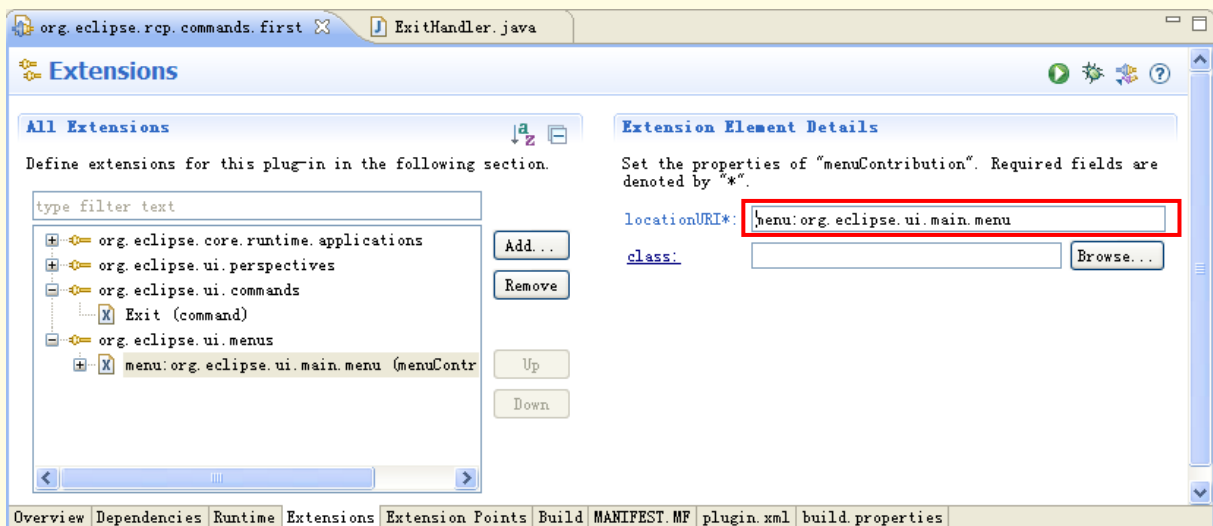 org.eclipse.rcp.commands.first
ExitHandler.java
Extensions
All Extensions
Define extensions for this plug-in in the following section.
type filter text
org.eclipse.core.runtime.applications
org.eclipse.ui.perspectives
org.eclipse.ui.commands
Exit (command)
org.eclipse.ui.menus
menu:org.eclipse.ui.main.menu (menuContr
Add...
Remove
Up
Down
Extension Element Details
Set the properties of "menuContribution". Required fields are
denoted by "*".
locationURI*: menu:org.eclipse.ui.main.menu
class: Browse...
Overview Dependencies Runtime Extensions Extension Points Build MANIFEST.MF plugin.xml build.properties